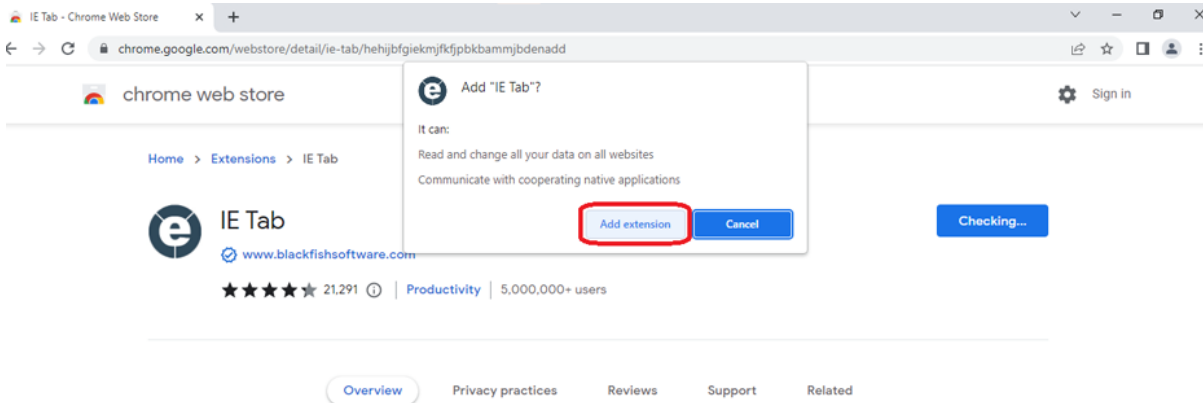 IE Tab - Chrome Web Store
chrome.google.com/webstore/detail/ie-tab/hehijbfgiekmjfkfjpbkbammjbdenadd
chrome web store
Sign in
Add "IE Tab"?
It can:
Read and change all your data on all websites
Communicate with cooperating native applications
Add extension Cancel
Home > Extensions > IE Tab
IE Tab
Checking...
www.blackfishsoftware.com
21,291 Productivity 5,000,000+ users
Overview Privacy practices Reviews Support Related